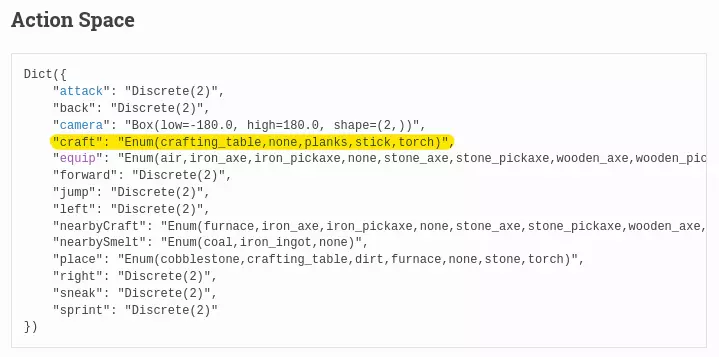 Action Space
Dict({
"attack": "Discrete(2)",
"back": "Discrete(2)",
"camera": "Box(low=-180.0, high=180.0, shape=(2,))",
"craft": "Enum(crafting_table,none,planks,stick,torch)",
"equip": "Enum(air,iron_axe,iron_pickaxe,none,stone_axe,stone_pickaxe,wooden_axe,wooden_pic
"forward": "Discrete(2)",
"jump": "Discrete(2)",
"left": "Discrete(2)",
"nearbyCraft": "Enum(furnace,iron_axe,iron_pickaxe,none,stone_axe,stone_pickaxe,wooden_axe,
"nearbySmelt": "Enum(coal,iron_ingot,none)",
"place": "Enum(cobblestone,crafting_table,dirt,furnace,none,stone,torch)",
"right": "Discrete(2)",
"sneak": "Discrete(2)",
"sprint": "Discrete(2)"
})